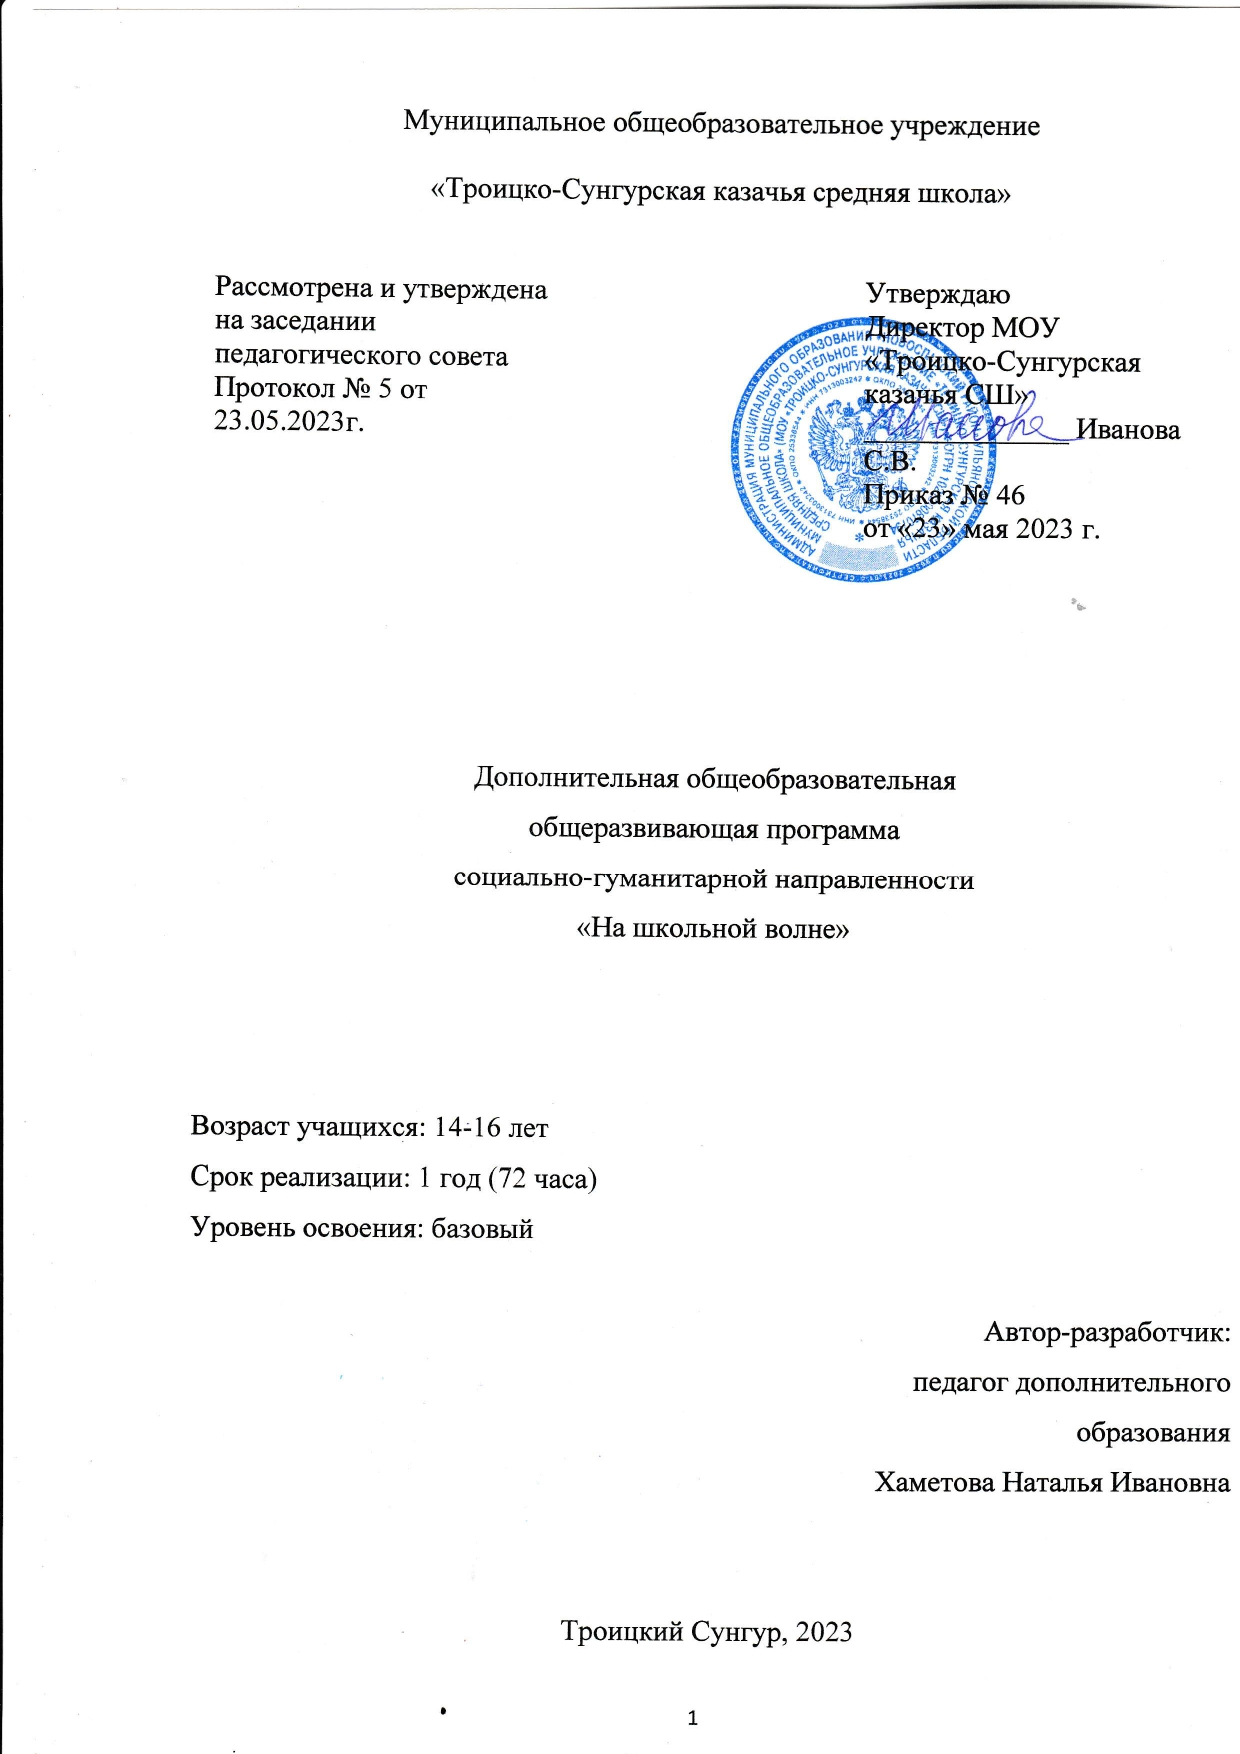 Муниципальное общеобразовательное учреждение
«Троицко-Сунгурская казачья средняя школа»
Рассмотрена и утверждена
на заседании
педагогического совета
Протокол № 5 от
23.05.2023г.
Утверждаю
Директор МОУ
«Троицко-Сунгурская
казачья СШ»
Иванова
С.В.
Приказ № 46
от «23» мая 2023 г.
Дополнительная общеобразовательная
общеразвивающая программа
социально-гуманитарной направленности
«На школьной волне»
Возраст учащихся: 14-16 лет
Срок реализации: 1 год (72 часа)
Уровень освоения: базовый
Автор-разработчик:
педагог дополнительного
образования
Хаметова Наталья Ивановна
Троицкий Сунгур, 2023
1